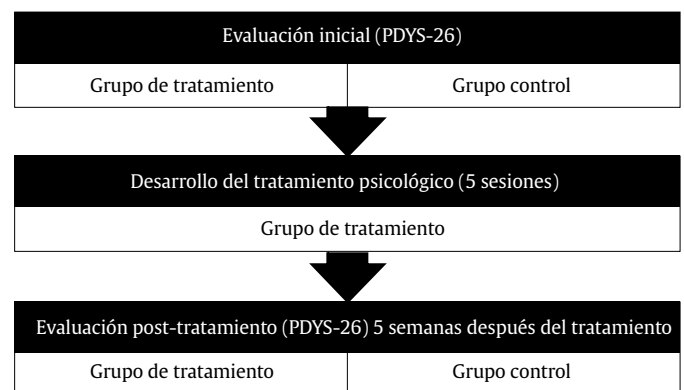 Evaluación inicial (PDYS-26)
Grupo de tratamiento
Grupo control
Desarrollo del tratamiento psicológico (5 sesiones)
Grupo de tratamiento
Evaluación post-tratamiento (PDYS-26) 5 semanas después del tratamiento
Grupo de tratamiento
Grupo control